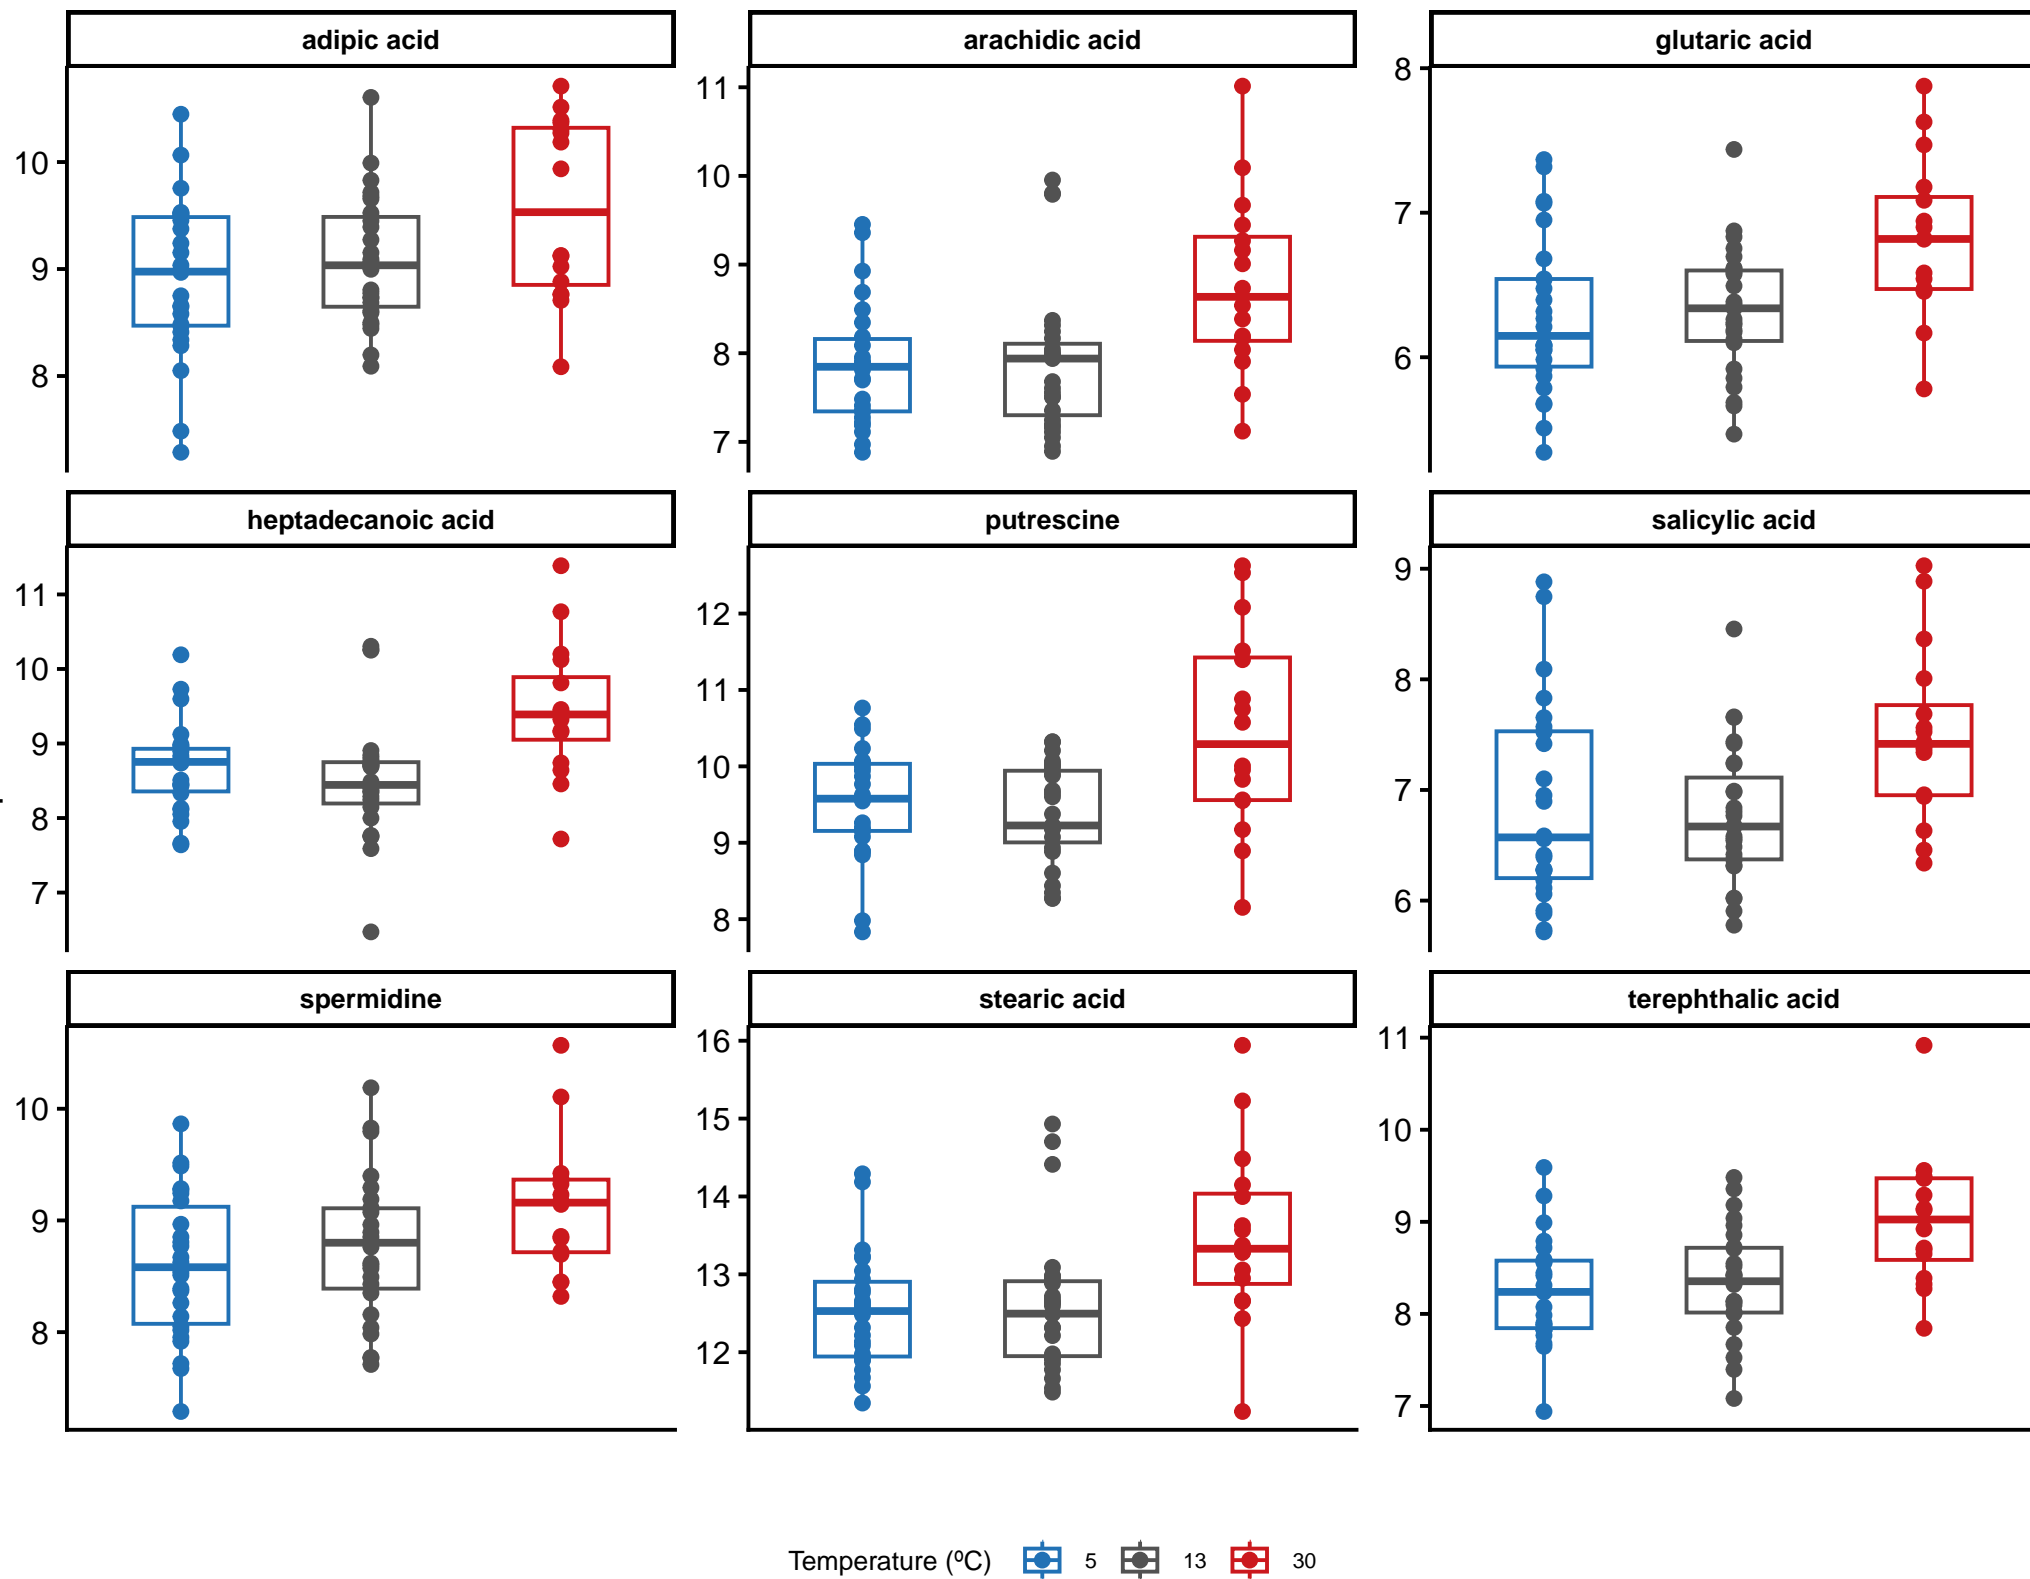 adipic acid arachidic acid glutaric acid
8
11
10 10
7
9 9
8
6
8
7
heptadecanoic acid putrescine salicylic acid
9
11 12
10 11 8
9 10
7
8 9
7 8 6
spermidine stearic acid terephthalic acid
16 11
10 15 10
14
9 9
13
8 12 8
7
Temperature (ºC) 5 13 30